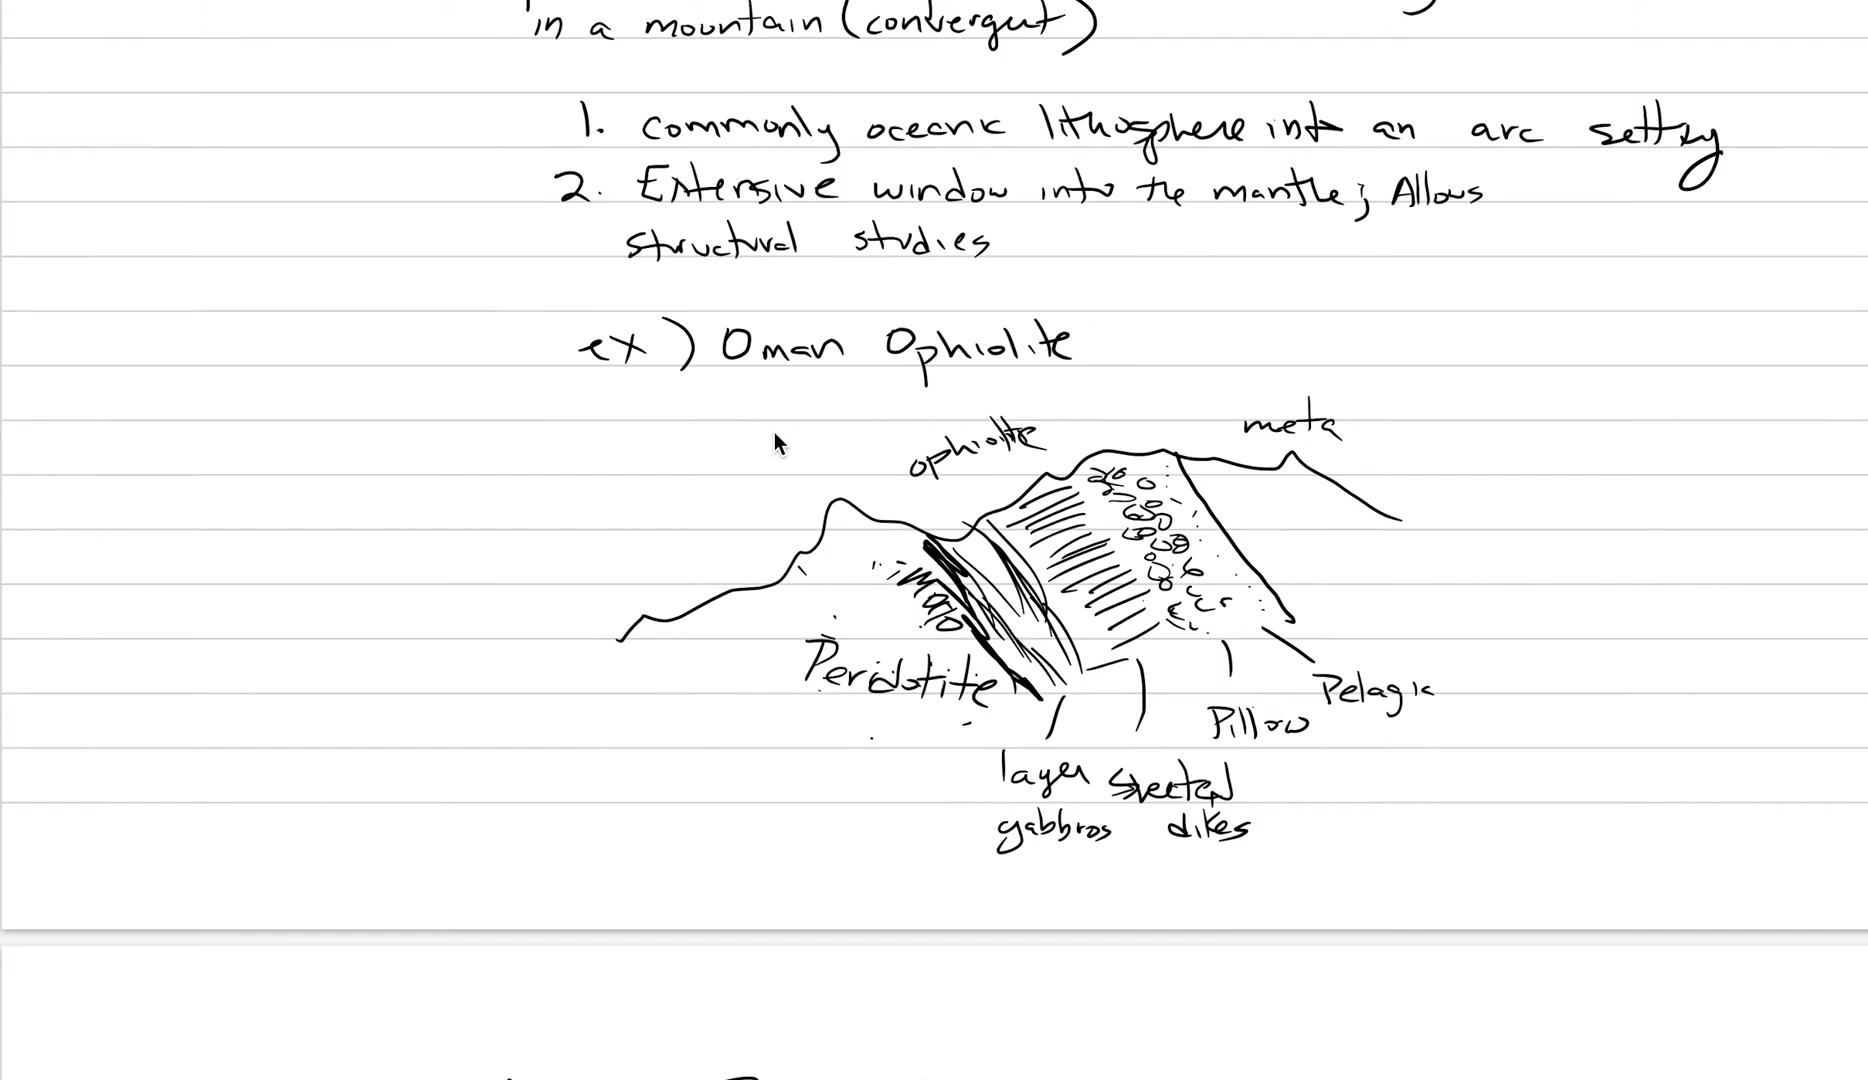 in a mountain (convergent)
1. Commonly oceanic lithosphere into an arc setting
2. Extensive window into the mantle; Allows
structural studies
ex) Oman Ophiolite
ophiolite
meta
moho
Peridotite
Pelagic
Pillow
layer sheeted
gabbros dikes